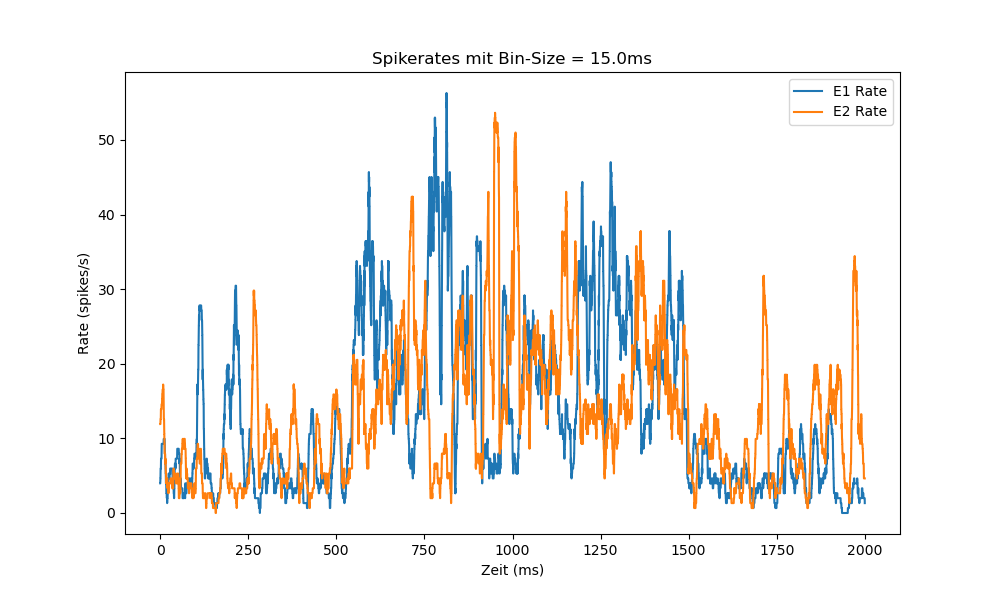 Spikerates mit Bin-Size = 15.0ms
E1 Rate
E2 Rate
Rate (spikes/s)
50
40
30
20
10
0
0 250 500 750 1000 1250 1500 1750 2000
Zeit (ms)